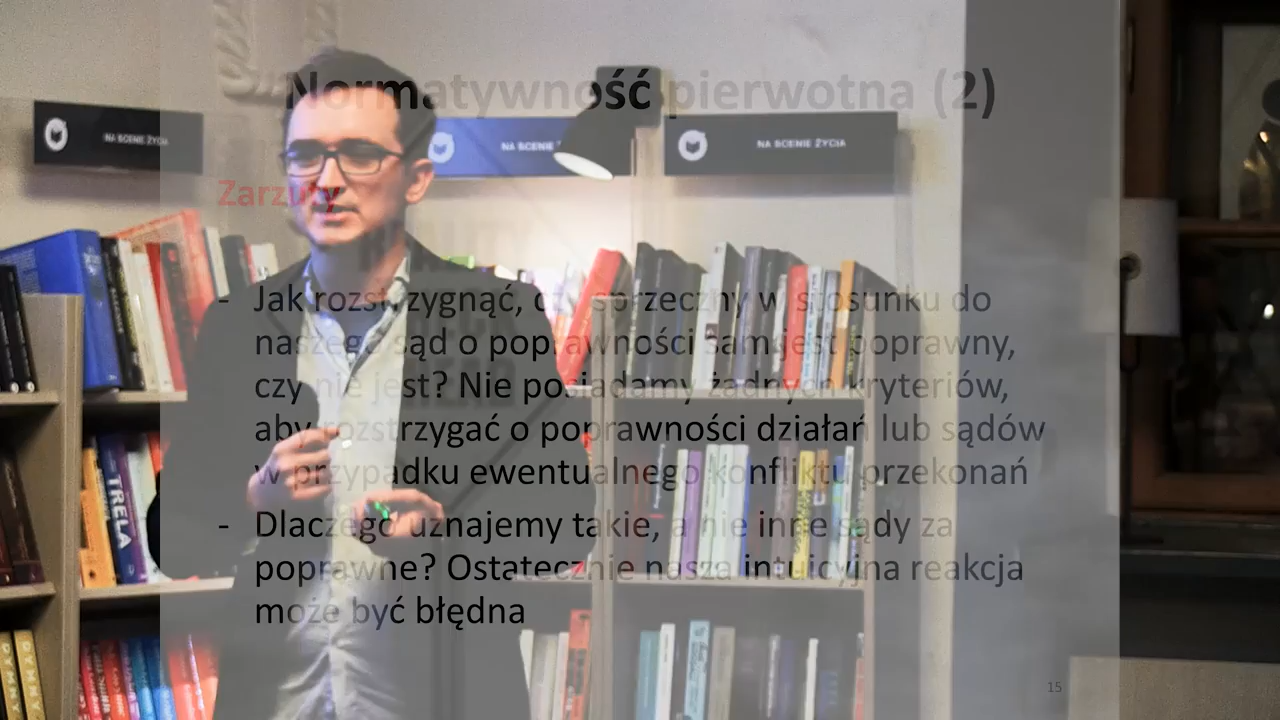 Normatywność pierwotna (2)
NA SCENIE ŻYCIA
NA SCENIE
NA SCENIE ŻYCIA
Zarzuty
- Jak rozstrzygnąć, czy sprzeczny w stosunku do
naszego sąd o poprawności sam jest poprawny,
czy nie jest? Nie posiadamy żadnych kryteriów,
aby rozstrzygać o poprawności działań lub sądów
w przypadku ewentualnego konfliktu przekonań
- Dlaczego uznajemy takie, a nie inne sądy za
poprawne? Ostatecznie nasza intuicyjna reakcja
może być błędna
TRELA
15